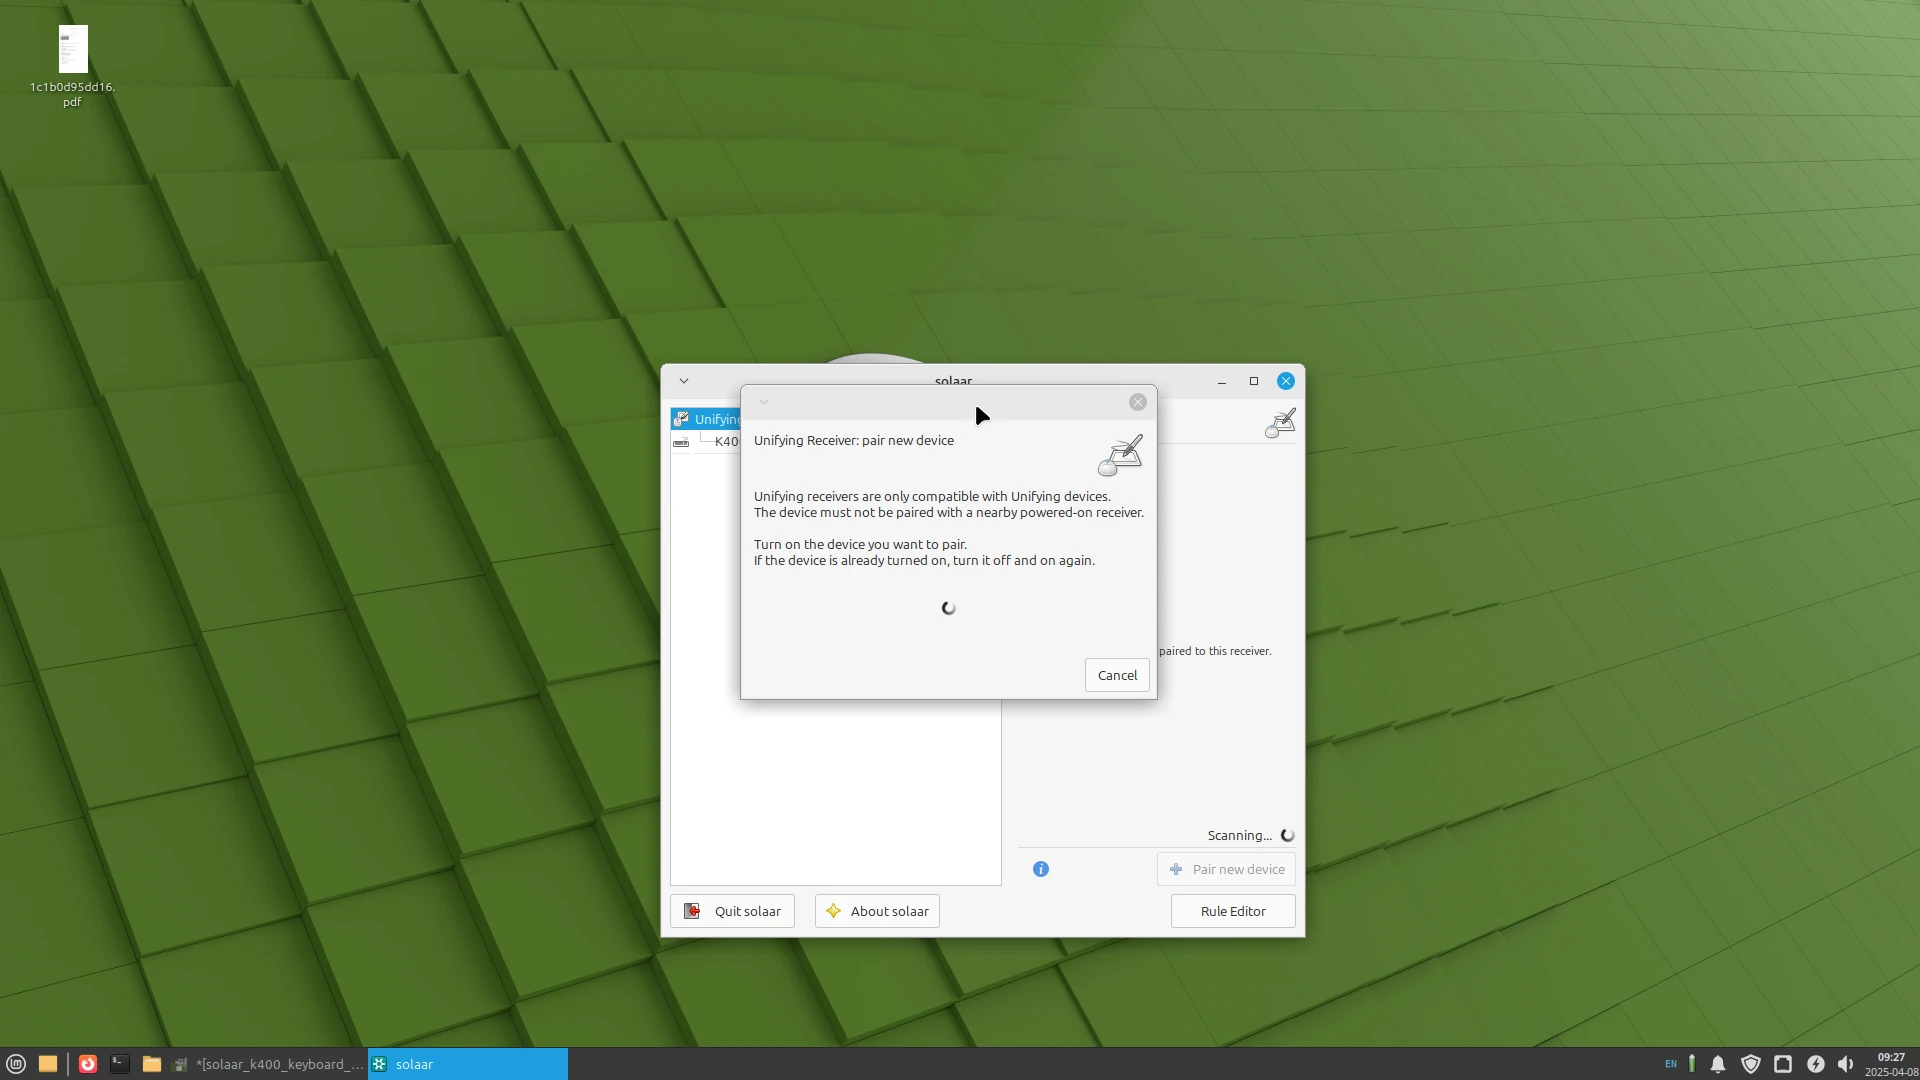 1c1b0d95dd16.
pdf
solaar
Unifying
K40
Unifying Receiver: pair new device
Unifying receivers are only compatible with Unifying devices.
The device must not be paired with a nearby powered-on receiver.
Turn on the device you want to pair.
If the device is already turned on, turn it off and on again.
paired to this receiver.
Cancel
Scanning...
Pair new device
Quit solaar
About solaar
Rule Editor
*[solaar_k400_keyboard_...
solaar
EN
09:27
2025-04-08